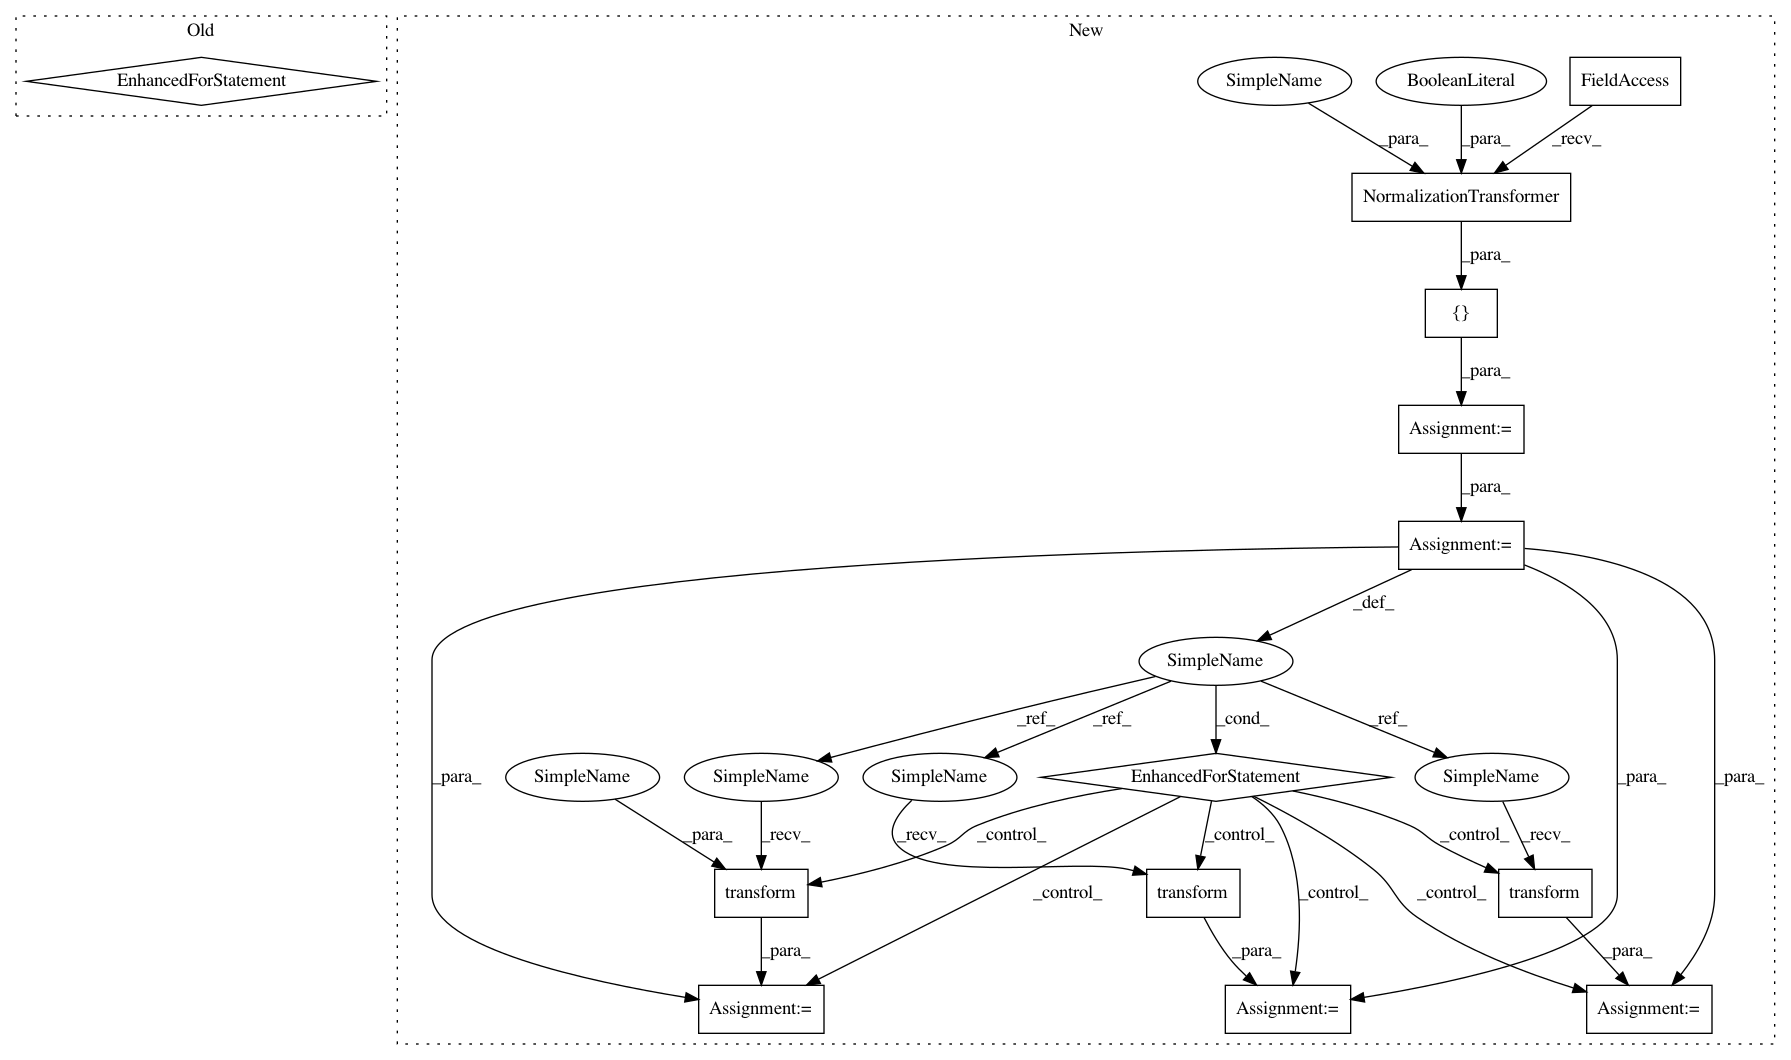 Old
New
EnhancedForStatement
SimpleName
BooleanLiteral
FieldAccess
_para_
_para_
_recv_
NormalizationTransformer
_para_
{}
_para_
Assignment:=
_para_
Assignment:=
_def_
SimpleName
_ref_
_ref_
_cond_
_ref_
_para_
SimpleName
SimpleName
SimpleName
EnhancedForStatement
SimpleName
_para_
_para_
_para_
_recv_
_recv_
_control_
_control_
_control_
_recv_
transform
_control_
transform
_control_
_control_
transform
_para_
_para_
_para_
Assignment:=
Assignment:=
Assignment:=